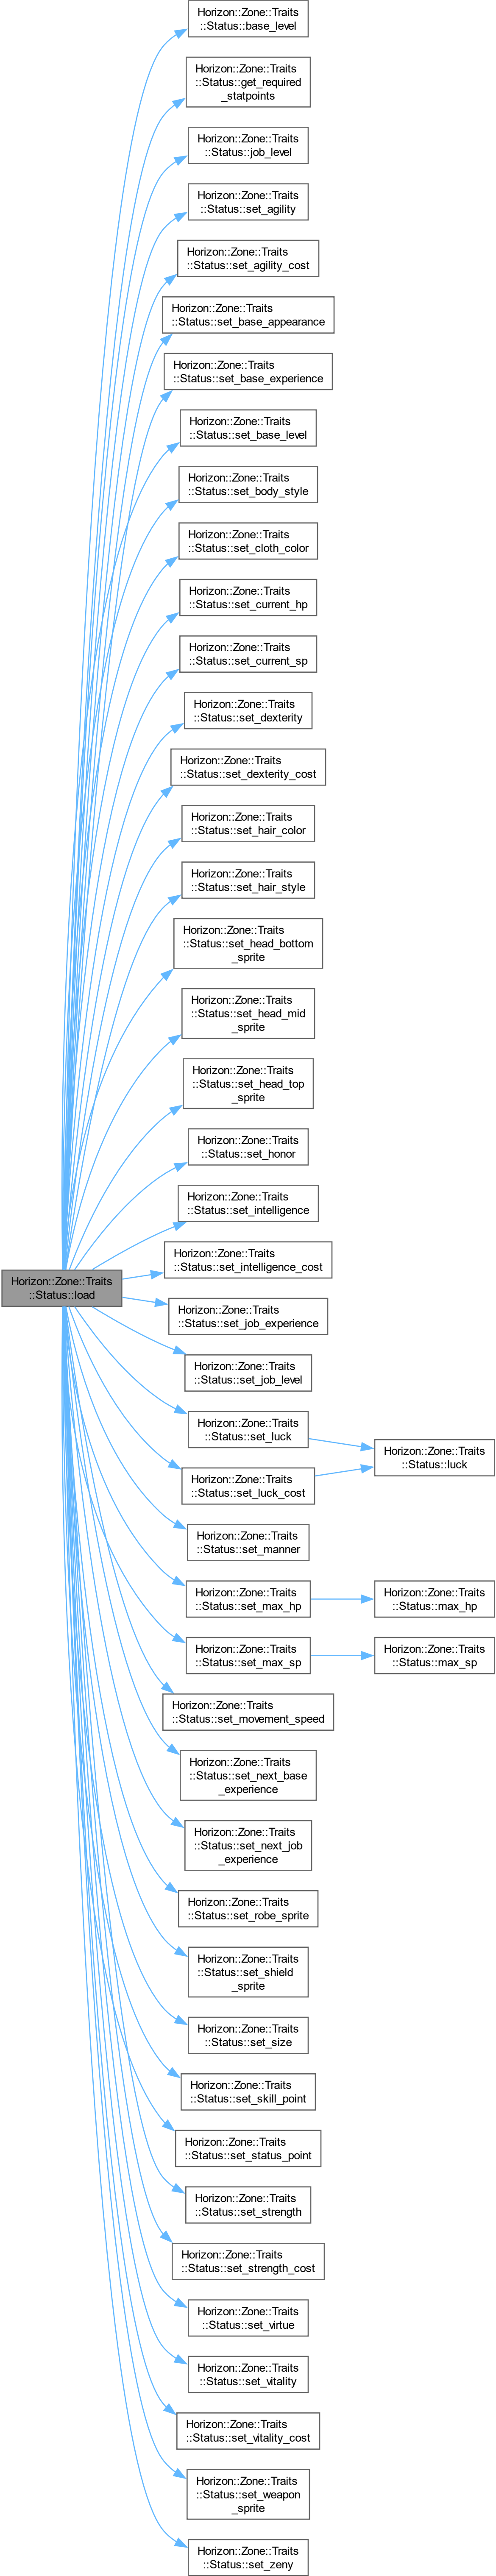 Horizon::Zone::Traits
::Status::base_level
Horizon::Zone::Traits
::Status::get_required
_statpoints
Horizon::Zone::Traits
::Status::job_level
Horizon::Zone::Traits
::Status::set_agility
Horizon::Zone::Traits
::Status::set_agility_cost
Horizon::Zone::Traits
::Status::set_base_appearance
Horizon::Zone::Traits
::Status::set_base_experience
Horizon::Zone::Traits
::Status::set_base_level
Horizon::Zone::Traits
::Status::set_body_style
Horizon::Zone::Traits
::Status::set_cloth_color
Horizon::Zone::Traits
::Status::set_current_hp
Horizon::Zone::Traits
::Status::set_current_sp
Horizon::Zone::Traits
::Status::set_dexterity
Horizon::Zone::Traits
::Status::set_dexterity_cost
Horizon::Zone::Traits
::Status::set_hair_color
Horizon::Zone::Traits
::Status::set_hair_style
Horizon::Zone::Traits
::Status::set_head_bottom
_sprite
Horizon::Zone::Traits
::Status::set_head_mid
_sprite
Horizon::Zone::Traits
::Status::set_head_top
_sprite
Horizon::Zone::Traits
::Status::set_honor
Horizon::Zone::Traits
::Status::set_intelligence
Horizon::Zone::Traits
::Status::set_intelligence_cost
Horizon::Zone::Traits
::Status::load
Horizon::Zone::Traits
::Status::set_job_experience
Horizon::Zone::Traits
::Status::set_job_level
Horizon::Zone::Traits
::Status::set_luck
Horizon::Zone::Traits
::Status::luck
Horizon::Zone::Traits
::Status::set_luck_cost
Horizon::Zone::Traits
::Status::set_manner
Horizon::Zone::Traits
::Status::set_max_hp
Horizon::Zone::Traits
::Status::max_hp
Horizon::Zone::Traits
::Status::set_max_sp
Horizon::Zone::Traits
::Status::max_sp
Horizon::Zone::Traits
::Status::set_movement_speed
Horizon::Zone::Traits
::Status::set_next_base
_experience
Horizon::Zone::Traits
::Status::set_next_job
_experience
Horizon::Zone::Traits
::Status::set_robe_sprite
Horizon::Zone::Traits
::Status::set_shield
_sprite
Horizon::Zone::Traits
::Status::set_size
Horizon::Zone::Traits
::Status::set_skill_point
Horizon::Zone::Traits
::Status::set_status_point
Horizon::Zone::Traits
::Status::set_strength
Horizon::Zone::Traits
::Status::set_strength_cost
Horizon::Zone::Traits
::Status::set_virtue
Horizon::Zone::Traits
::Status::set_vitality
Horizon::Zone::Traits
::Status::set_vitality_cost
Horizon::Zone::Traits
::Status::set_weapon
_sprite
Horizon::Zone::Traits
::Status::set_zeny